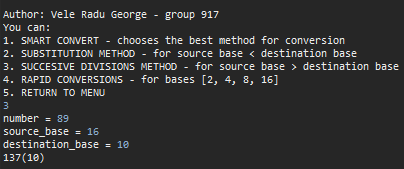 Author: Vele Radu George - group 917
You can:
1. SMART CONVERT - chooses the best method for conversion
2. SUBSTITUTION METHOD - for source base < destination base
3. SUCCESIVE DIVISIONS METHOD - for source base > destination base
4. RAPID CONVERSIONS - for bases [2, 4, 8, 16]
5. RETURN TO MENU
3
number = 89
source_base = 16
destination_base = 10
137(10)